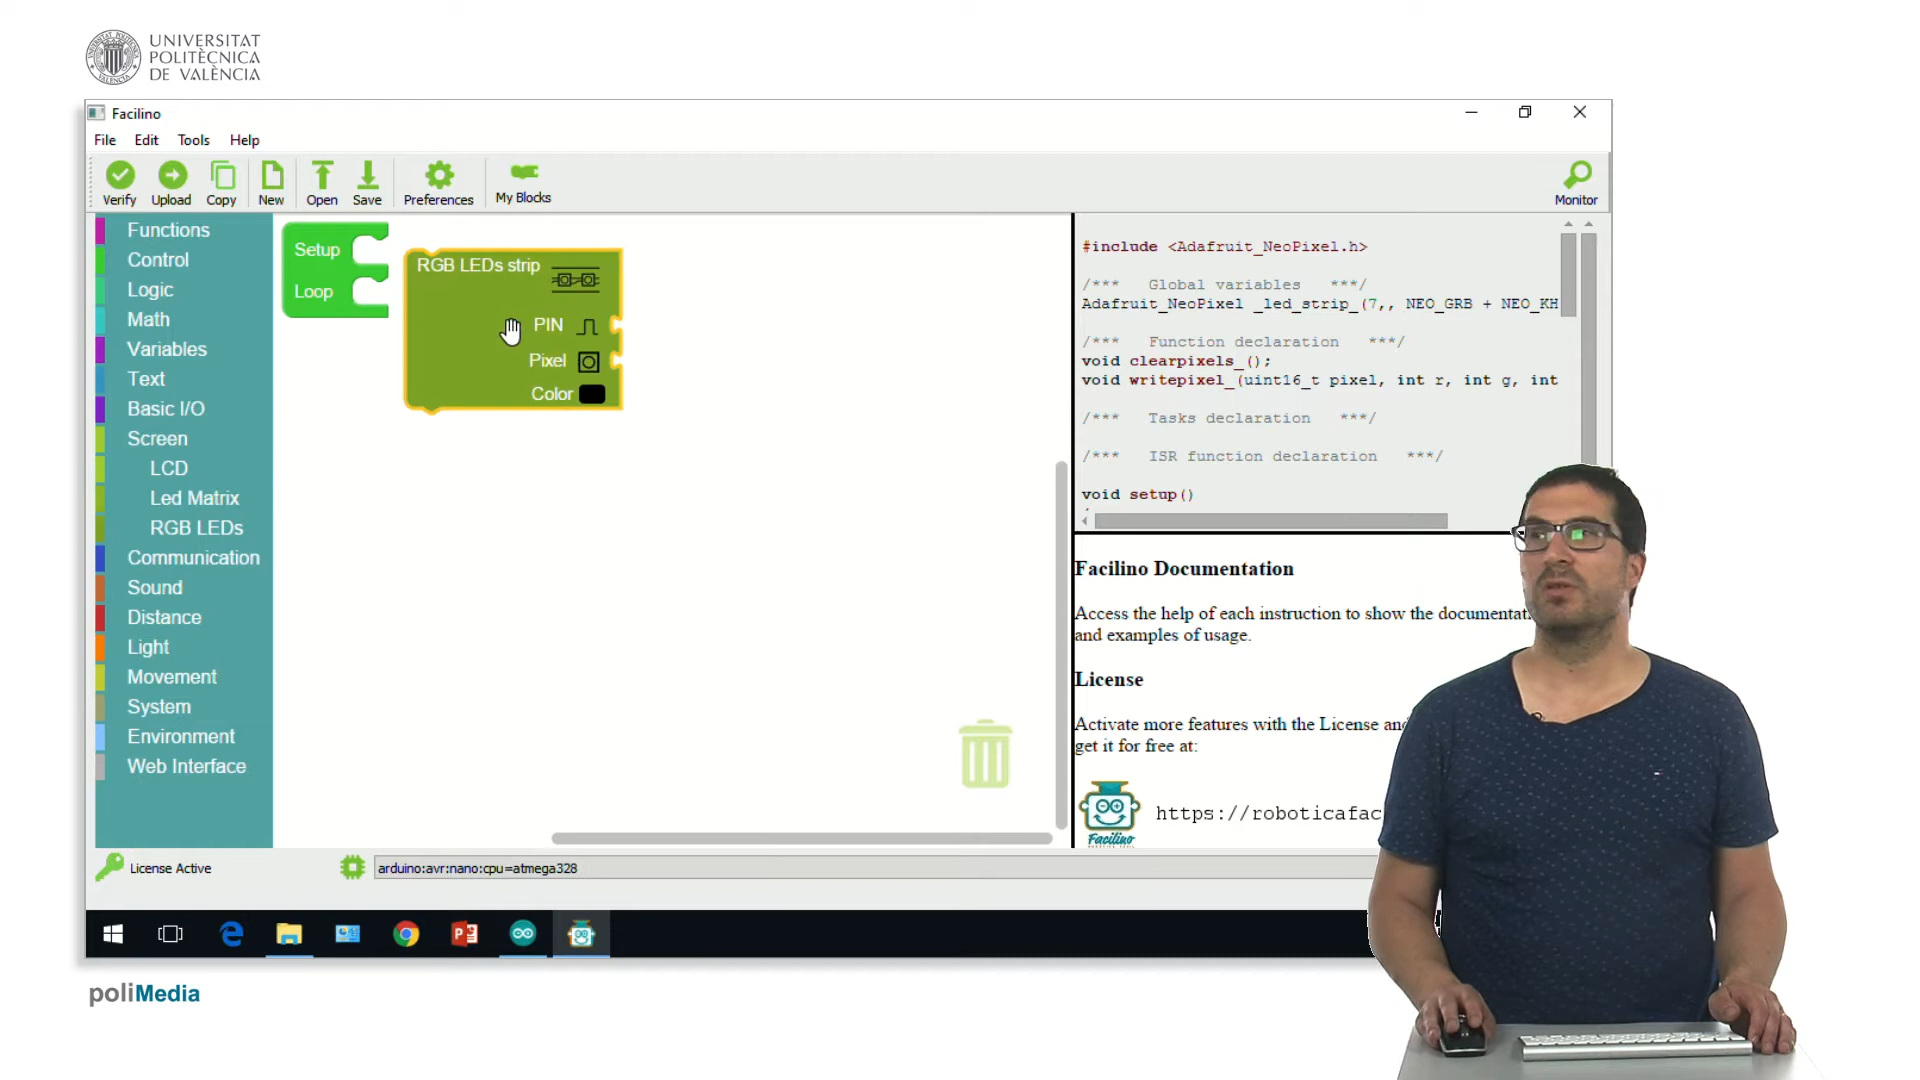 UNIVERSITAT
POLITÈCNICA
DE VALÈNCIA
Facilino
File Edit Tools Help
Verify Upload Copy New Open Save Preferences My Blocks Monitor
Functions
Control
Logic
Math
Variables
Text
Basic I/O
Screen
LCD
Led Matrix
RGB LEDs
Communication
Sound
Distance
Light
Movement
System
Environment
Web Interface
Setup
Loop
RGB LEDs strip
PIN
Pixel
Color
#include <Adafruit_NeoPixel.h>
/*** Global variables ***/
Adafruit_NeoPixel _led_strip_(7,, NEO_GRB + NEO_KH
/*** Function declaration ***/
void clearpixels_();
void writepixel_(uint16_t pixel, int r, int g, int
/*** Tasks declaration ***/
/*** ISR function declaration ***/
void setup()
Facilino Documentation
Access the help of each instruction to show the documentati
and examples of usage.
License
Activate more features with the License and
get it for free at:
Facilino
https://roboticafac
License Active
arduino:avr:nano:cpu=atmega328
poliMedia